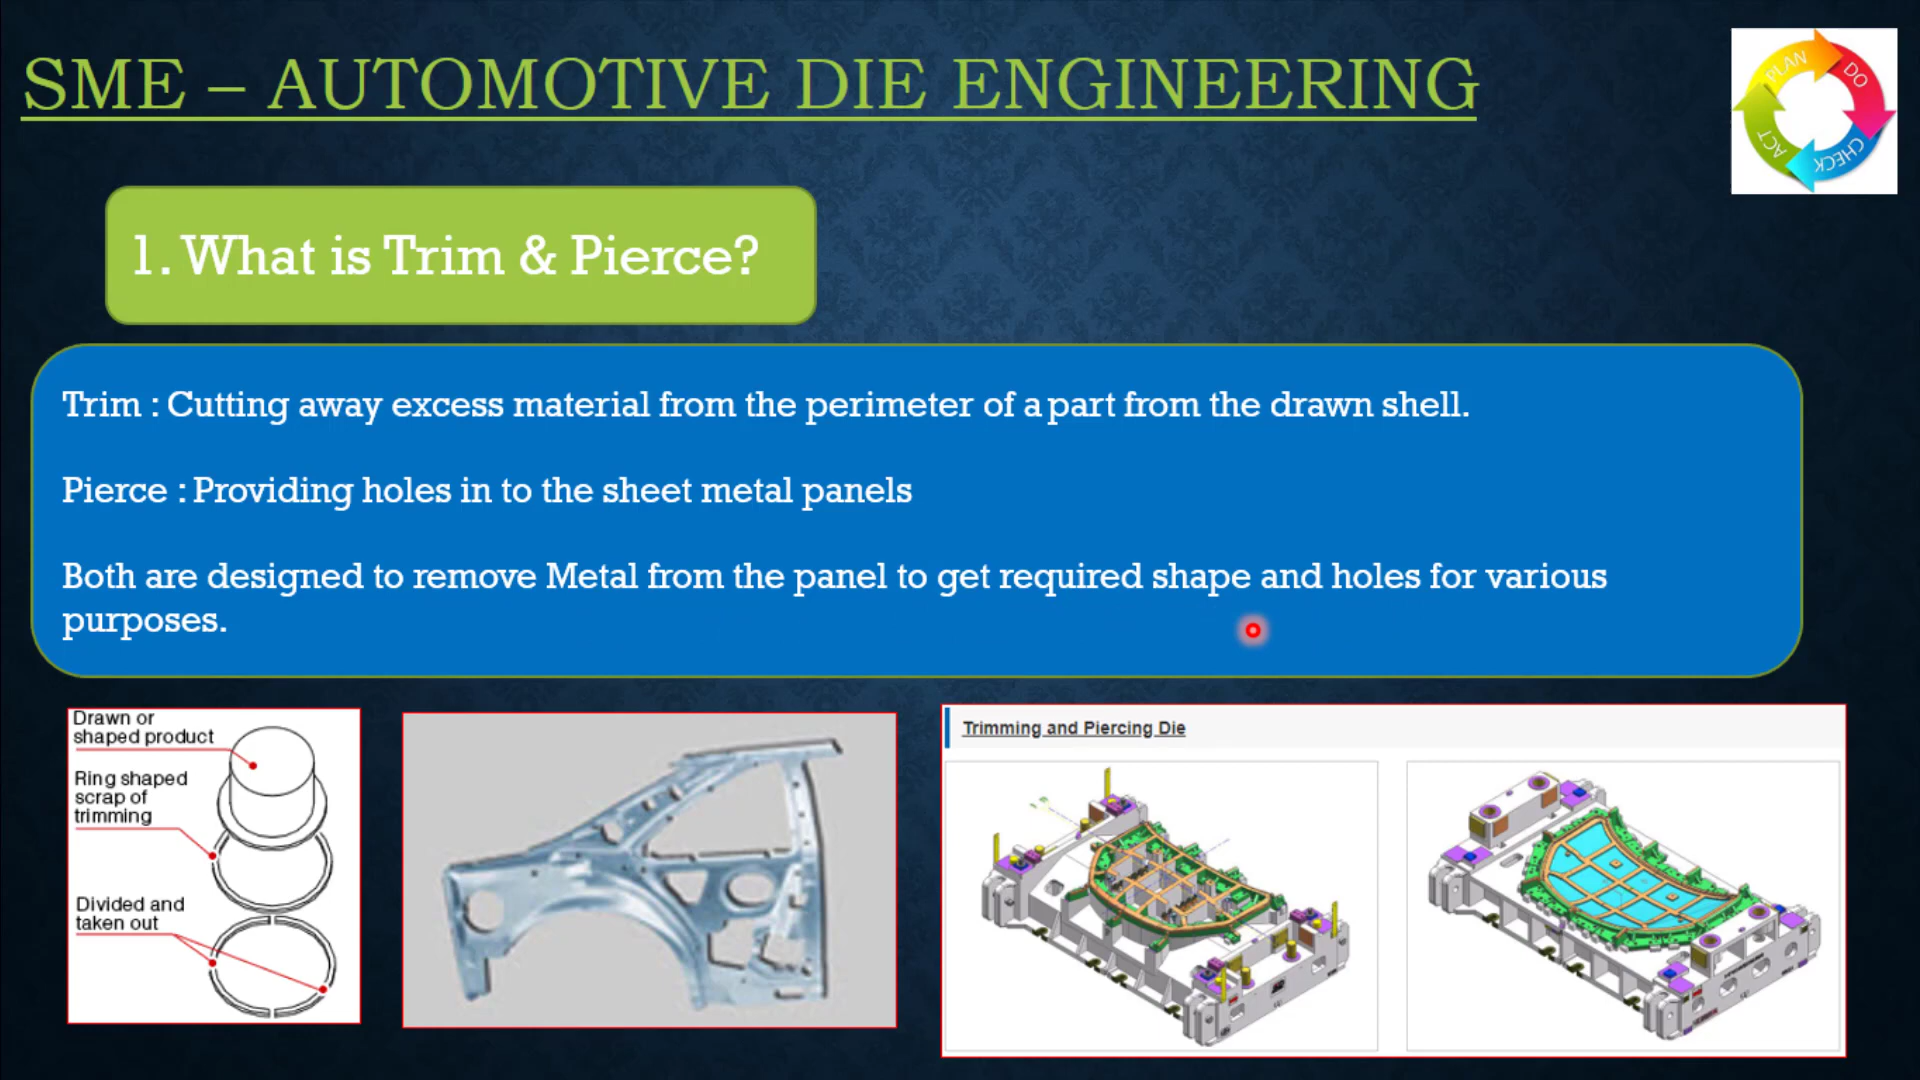 SME – AUTOMOTIVE DIE ENGINEERING
PLAN
DO
CHECK
ACT
1. What is Trim & Pierce?
Trim : Cutting away excess material from the perimeter of a part from the drawn shell.
Pierce : Providing holes in to the sheet metal panels
Both are designed to remove Metal from the panel to get required shape and holes for various
purposes.
Drawn or
shaped product
Ring shaped
scrap of
trimming
Divided and
taken out
Trimming and Piercing Die